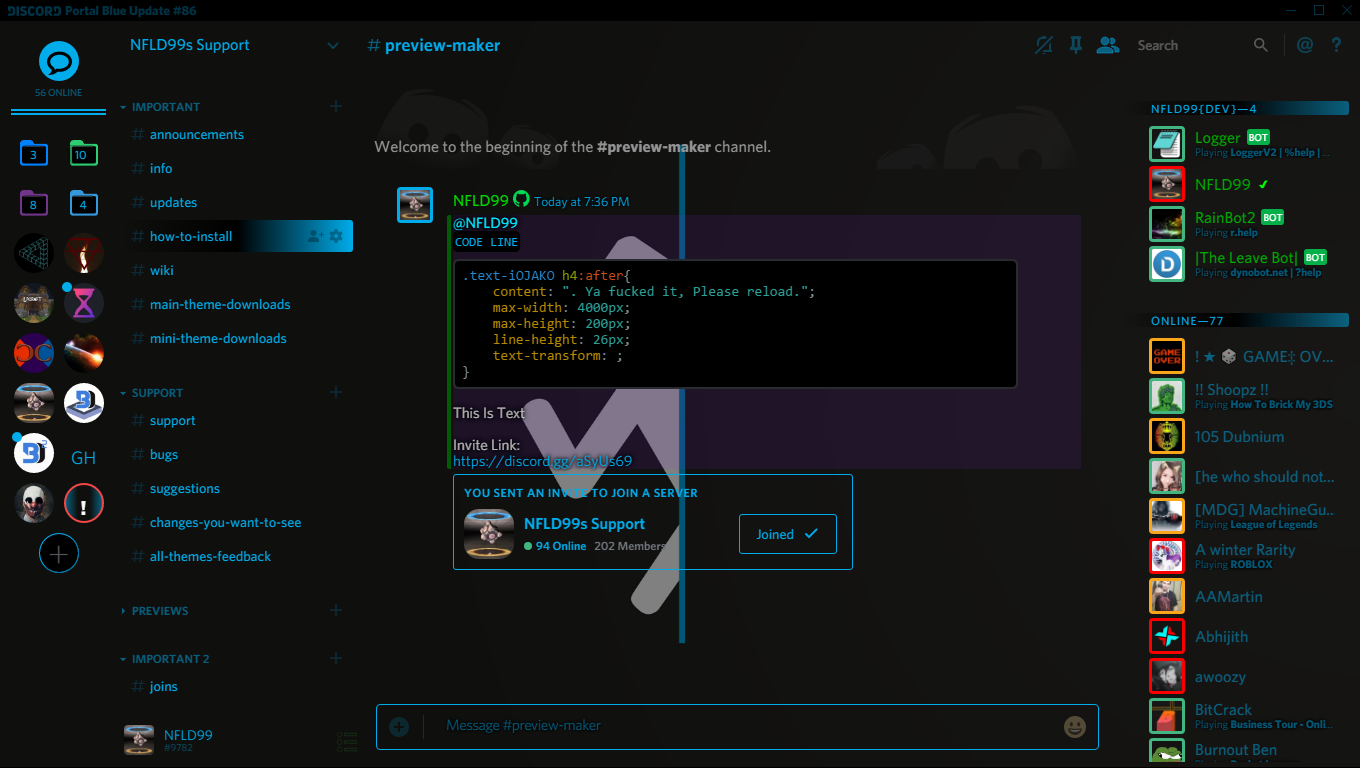 DISCORD Portal Blue Update #86
56 ONLINE
3
10
8
4
GH
NFLD99s Support
IMPORTANT
# announcements
# info
# updates
# how-to-install
# wiki
# main-theme-downloads
# mini-theme-downloads
SUPPORT
# support
# bugs
# suggestions
# changes-you-want-to-see
# all-themes-feedback
PREVIEWS
IMPORTANT 2
# joins
NFLD99
#9782
# preview-maker
Search
@ ?
Welcome to the beginning of the #preview-maker channel.
NFLD99 Today at 7:36 PM
@NFLD99
CODE LINE
.text-iOJAKO h4:after{
content: ". Ya fucked it, Please reload.";
max-width: 4000px;
max-height: 200px;
line-height: 26px;
text-transform: ;
}
This Is Text
Invite Link:
https://discord.gg/aSyUs69
YOU SENT AN INVITE TO JOIN A SERVER
NFLD99s Support
94 Online 202 Members
Joined
Message #preview-maker
NFLD99{DEV}—4
Logger BOT
Playing LoggerV2 | %help | ...
NFLD99
RainBot2 BOT
Playing r.help
|The Leave Bot| BOT
Playing dynobot.net | ?help
ONLINE—77
GAME OVER
! ★ 🎲 GAME┊ OV...
!! Shoopz !!
Playing How To Brick My 3DS
105 Dubnium
[he who should not...
[MDG] MachineGu...
Playing League of Legends
A winter Rarity
Playing ROBLOX
AAMartin
Abhijith
awoozy
BitCrack
Playing Business Tour - Onli...
Burnout Ben